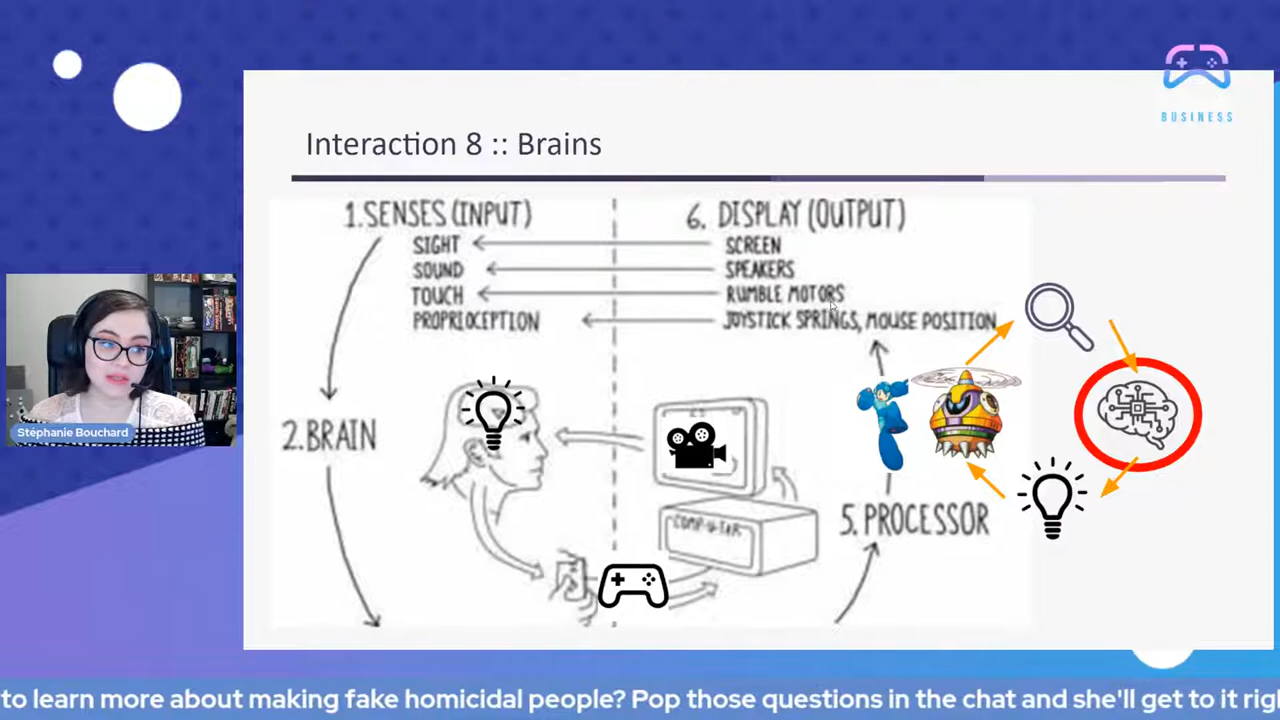 BUSINESS
Interaction 8 :: Brains
1. SENSES (INPUT)
6. DISPLAY (OUTPUT)
SIGHT
SCREEN
SOUND
SPEAKERS
TOUCH
RUMBLE MOTORS
PROPRIOCEPTION
JOYSTICK SPRINGS, MOUSE POSITION
2. BRAIN
Stéphanie Bouchard
COMPUTER
5. PROCESSOR
to learn more about making fake homicidal people? Pop those questions in the chat and she'll get to it rig